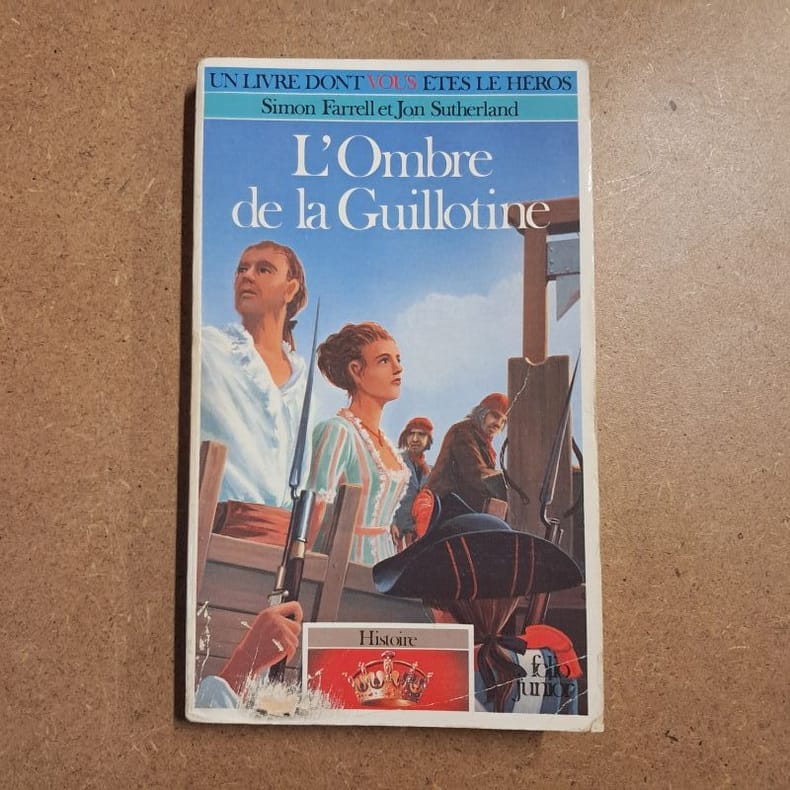 UN LIVRE DONT VOUS ÊTES LE HÉROS
Simon Farrell et Jon Sutherland
L'Ombre
de la Guillotine
Histoire
folio
junior